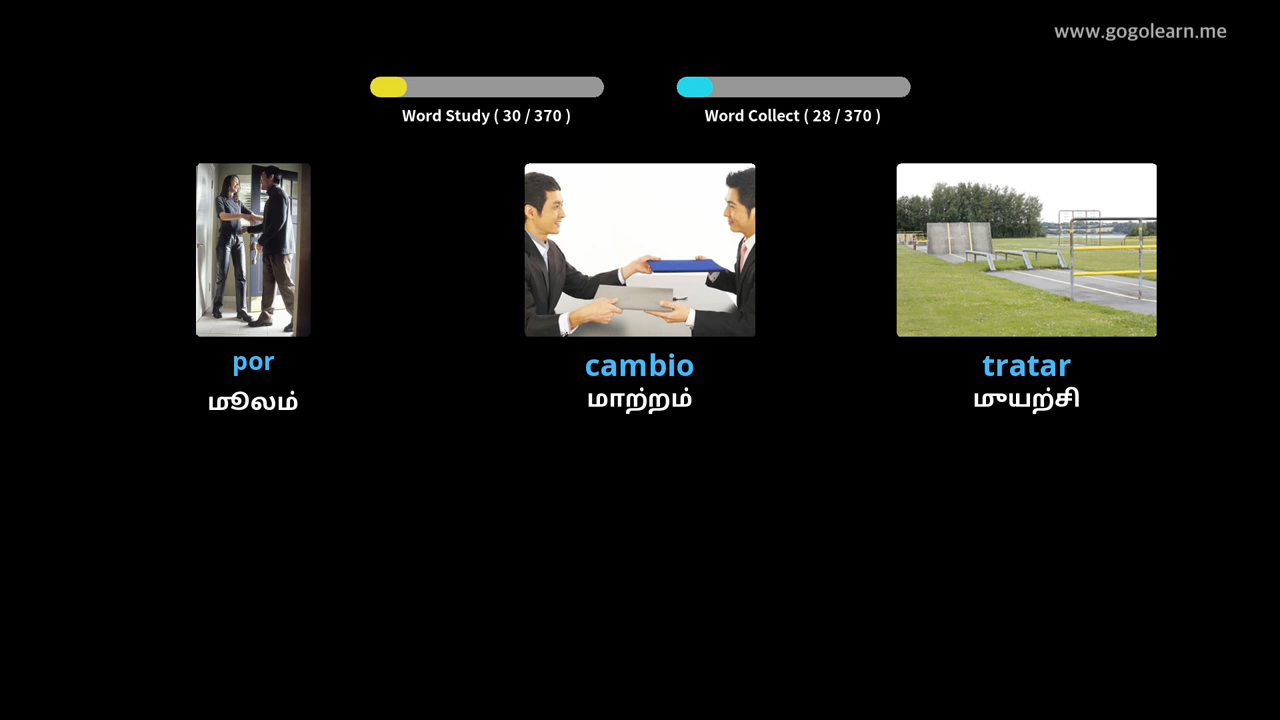 www.gogolearn.me
Word Study ( 30 / 370 )
Word Collect ( 28 / 370 )
por
cambio
tratar
மூலம்
மாற்றம்
முயற்சி